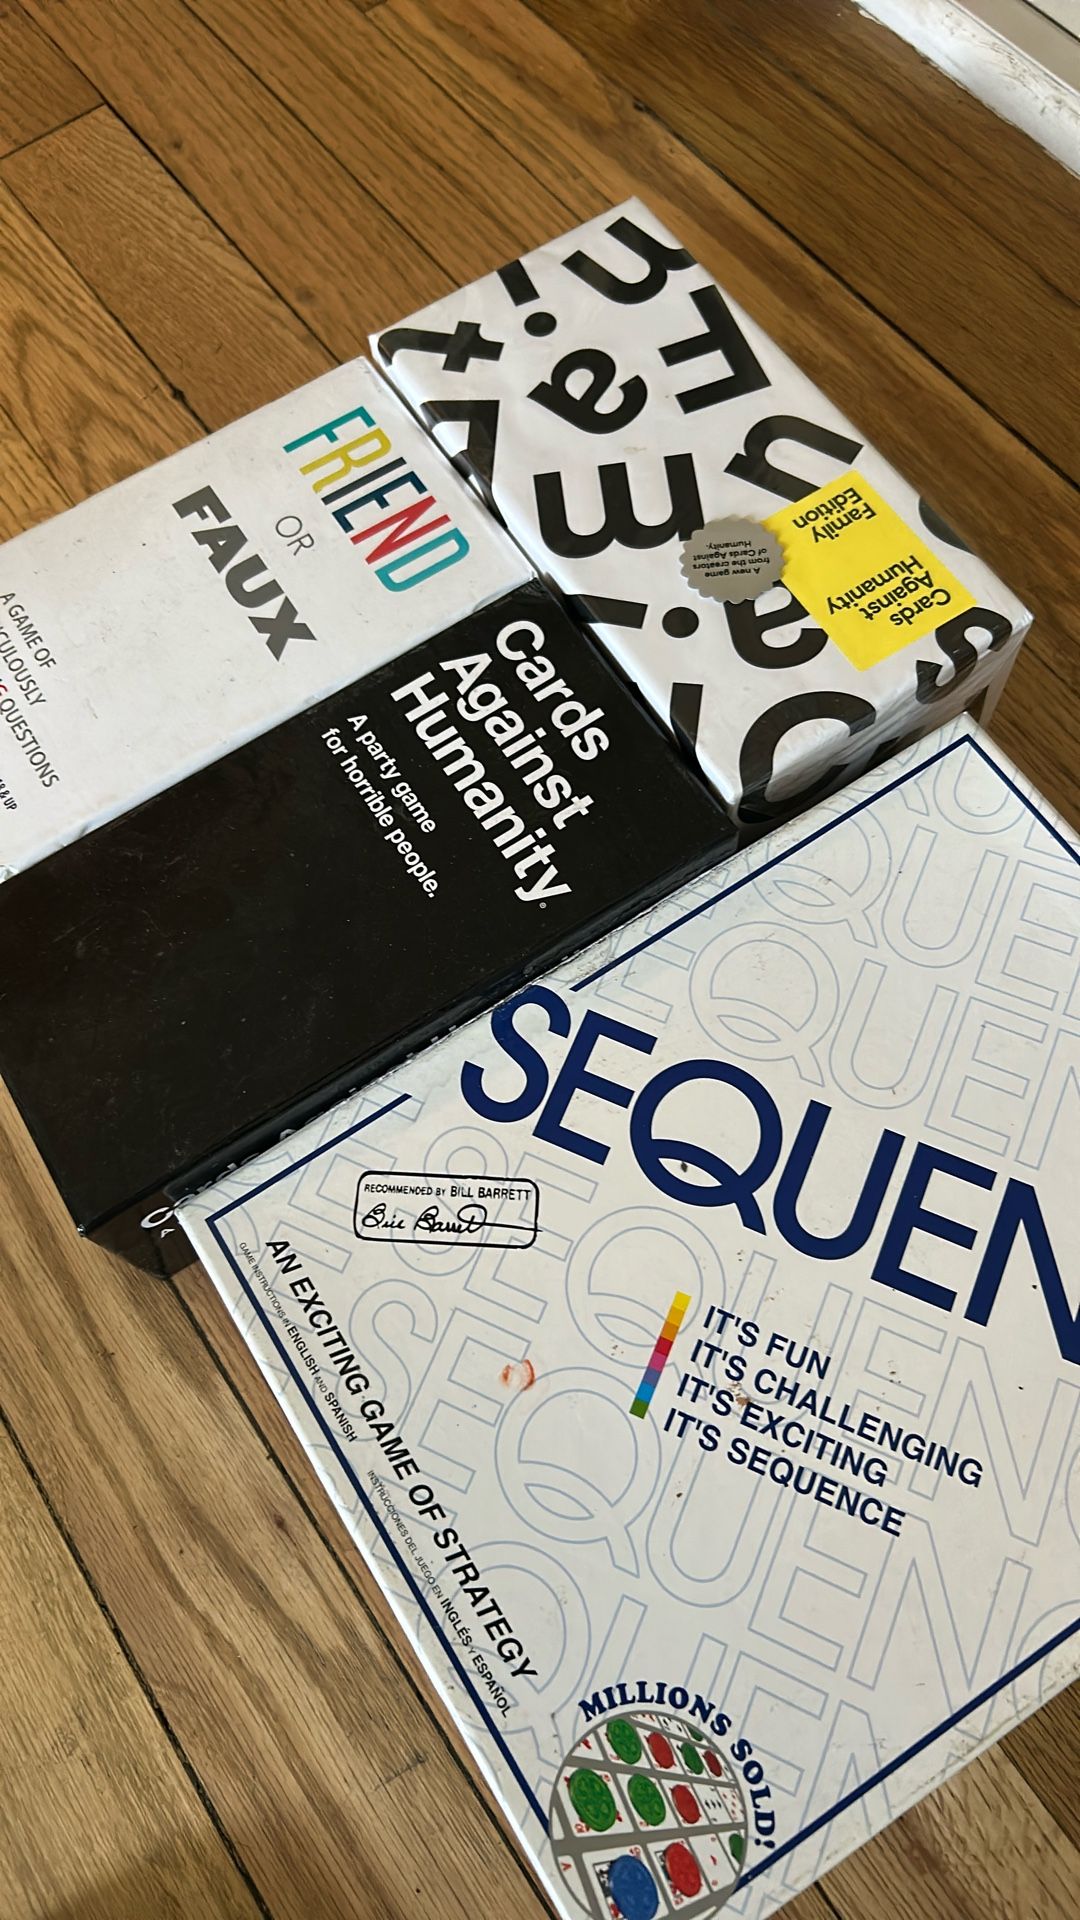 FRIEND
OR
FAUX
A GAME OF
QUESTIONS
& UP
Family
Edition
Cards
Against
Humanity
A new game
from the creators
of Cards Against
Humanity.
Cards
Against
Humanity®
A party game
for horrible people.
SEQUEN
RECOMMENDED BY BILL BARRETT
Bill Barrett
IT'S FUN
IT'S CHALLENGING
IT'S EXCITING
IT'S SEQUENCE
AN EXCITING GAME OF STRATEGY
GAME INSTRUCTIONS IN ENGLISH AND SPANISH
INSTRUCCIONES DEL JUEGO EN INGLÉS Y ESPAÑOL
MILLIONS SOLD!